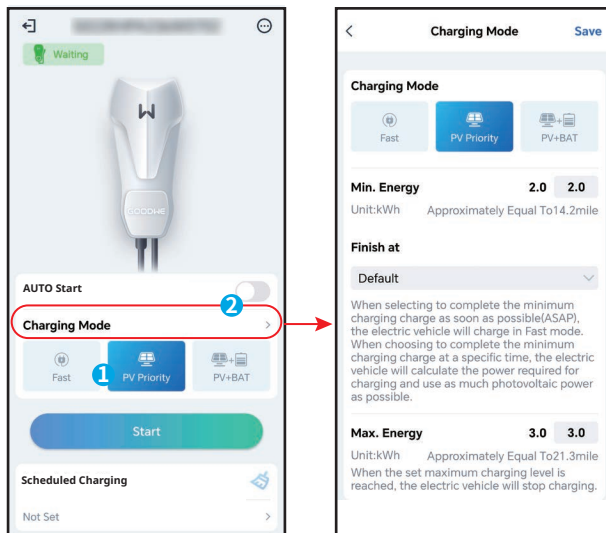 Waiting
GOODWE
AUTO Start
2
Charging Mode
Fast
1
PV Priority
PV+BAT
Start
Scheduled Charging
Not Set
Charging Mode
Save
Charging Mode
Fast
PV Priority
PV+BAT
Min. Energy 2.0 2.0
Unit:kWh Approximately Equal To14.2mile
Finish at
Default
When selecting to complete the minimum
charging charge as soon as possible(ASAP),
the electric vehicle will charge in Fast mode.
When choosing to complete the minimum
charging charge at a specific time, the electric
vehicle will calculate the power required for
charging and use as much photovoltaic power
as possible.
Max. Energy 3.0 3.0
Unit:kWh Approximately Equal To21.3mile
When the set maximum charging level is
reached, the electric vehicle will stop charging.